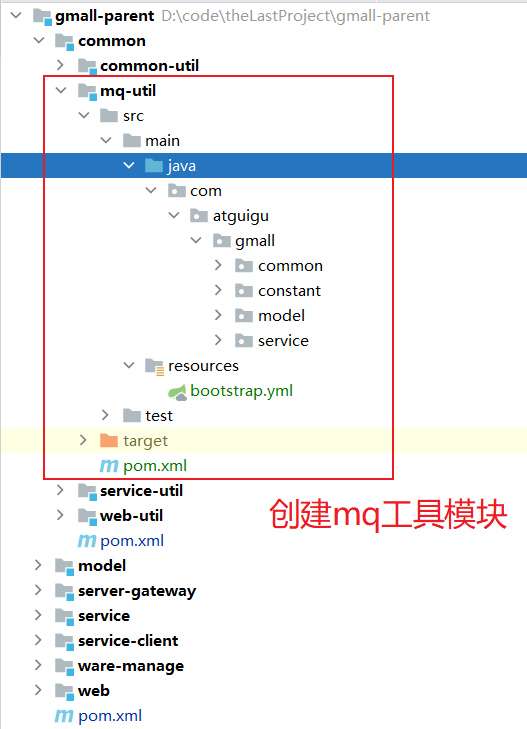 gmall-parent D:\code\theLastProject\gmall-parent
common
common-util
mq-util
src
main
java
com
atguigu
gmall
common
constant
model
service
resources
bootstrap.yml
test
target
pom.xml
service-util
创建mq工具模块
web-util
pom.xml
model
server-gateway
service
service-client
ware-manage
web
pom.xml